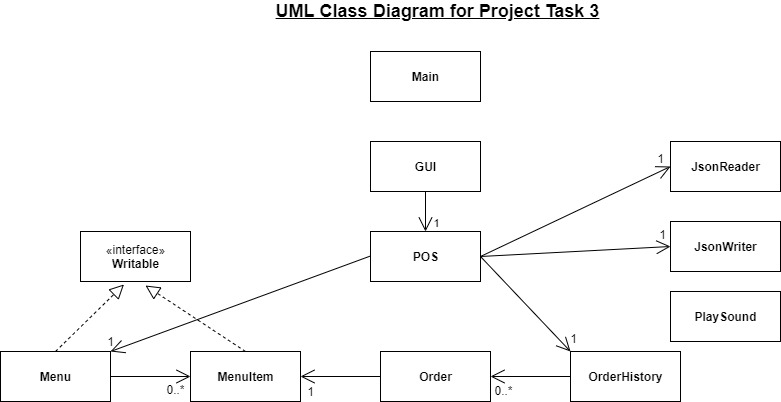 UML Class Diagram for Project Task 3
Main
GUI
1
JsonReader
1
«interface»
Writable
POS
1
JsonWriter
PlaySound
1
1
Menu
0..*
MenuItem
1
Order
0..*
OrderHistory